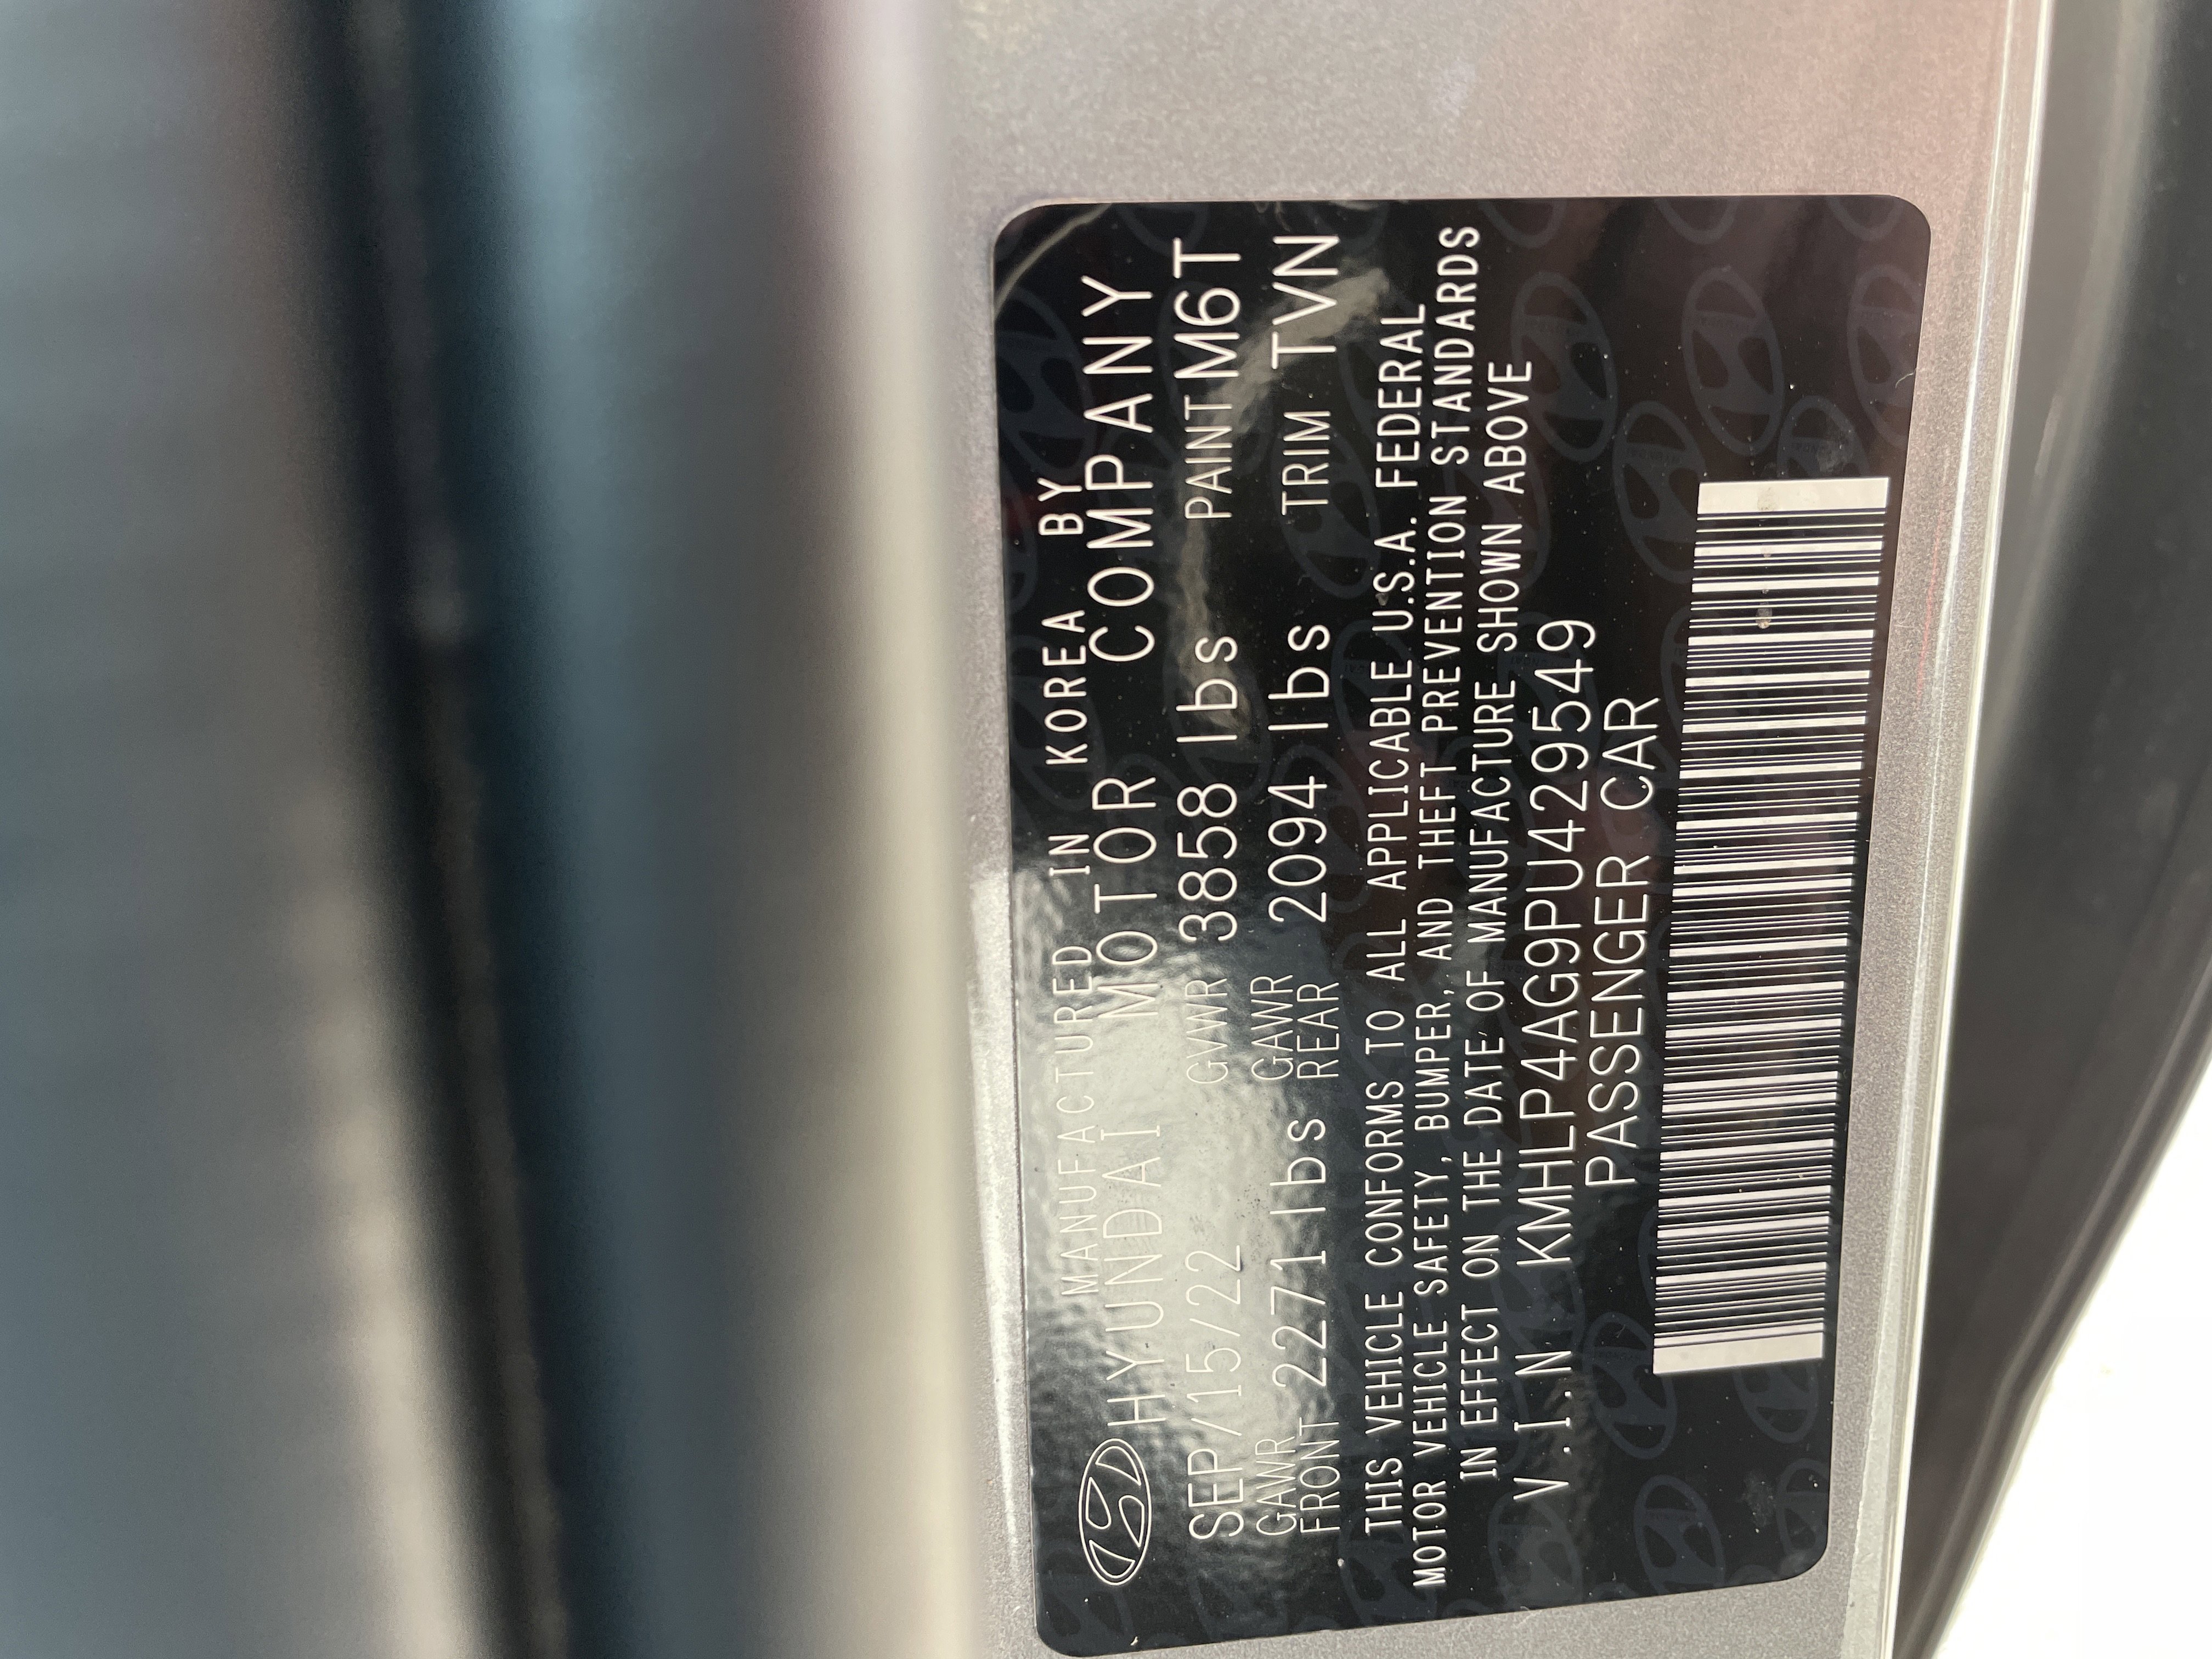 MANUFACTURED IN KOREA BY
HYUNDAI MOTOR COMPANY
SEP/15/22 GVWR 3858 lbs PAINT M6T
GAWR FRONT 2271 lbs GAWR REAR 2094 lbs TRIM TVN
THIS VEHICLE CONFORMS TO ALL APPLICABLE U.S.A. FEDERAL
MOTOR VEHICLE SAFETY, BUMPER, AND THEFT PREVENTION STANDARDS
IN EFFECT ON THE DATE OF MANUFACTURE SHOWN ABOVE
V.I.N KMHLP4AG9PU429549
PASSENGER CAR